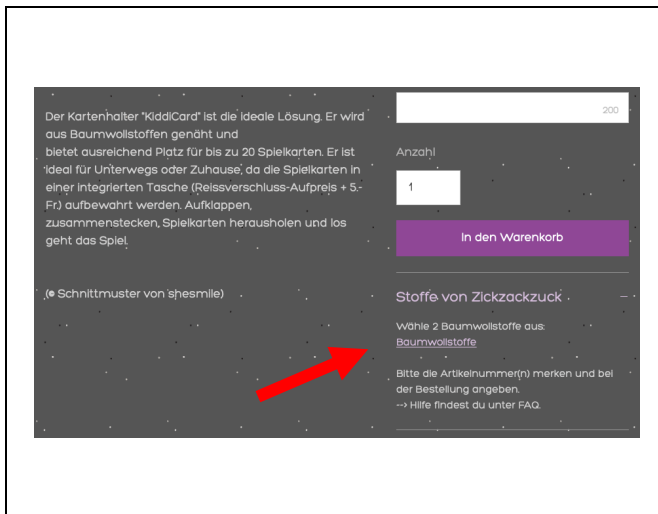 Der Kartenhalter "KiddiCard" ist die ideale Lösung. Er wird
aus Baumwollstoffen genäht und
bietet ausreichend Platz für bis zu 20 Spielkarten. Er ist
ideal für Unterwegs oder Zuhause, da die Spielkarten in
einer integrierten Tasche (Reissverschluss-Aufpreis + 5.-
Fr.) aufbewahrt werden. Aufklappen,
zusammenstecken, Spielkarten herausholen und los
geht das Spiel.
(© Schnittmuster von shesmile)
200
Anzahl
1
In den Warenkorb
Stoffe von Zickzackzuck
Wähle 2 Baumwollstoffe aus:
Baumwollstoffe
Bitte die Artikelnummer(n) merken und bei
der Bestellung angeben.
--> Hilfe findest du unter FAQ.